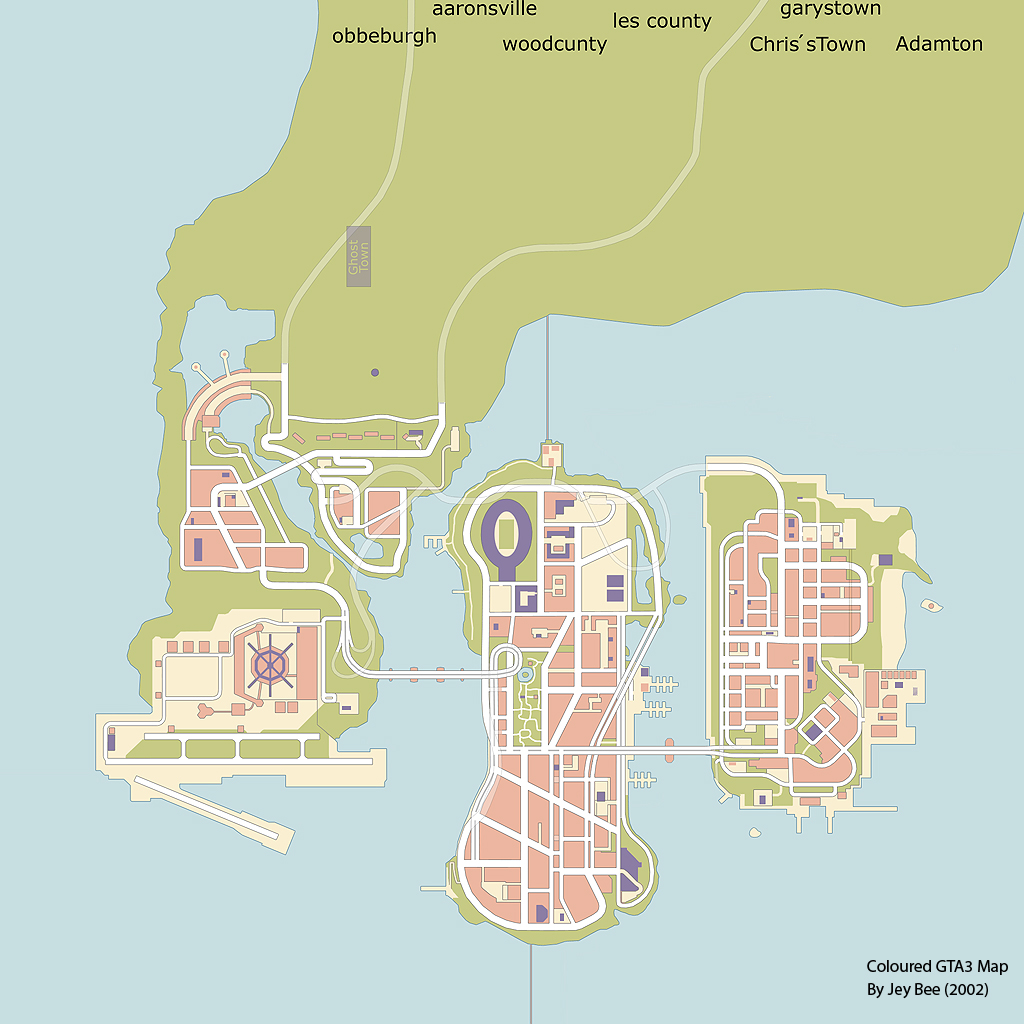 aaronsville
garystown
les county
obbeburgh
woodcunty
Chris´sTown
Adamton
Ghost
Town
Coloured GTA3 Map
By Jey Bee (2002)